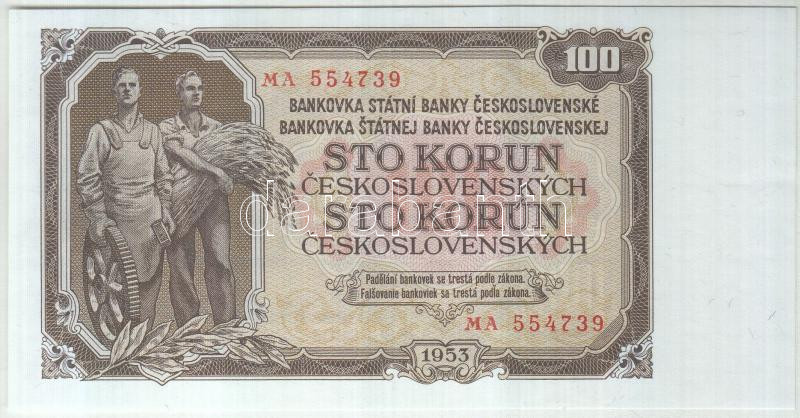 100
MA 554739
BANKOVKA STÁTNÍ BANKY ČESKOSLOVENSKÉ
BANKOVKA ŠTÁTNEJ BANKY ČESKOSLOVENSKEJ
STO KORUN
ČESKOSLOVENSKÝCH
STO KORÚN
ČESKOSLOVENSKÝCH
Padělání bankovek se trestá podle zákona.
Falšovanie bankoviek sa trestá podľa zákona.
MA 554739
1953
darabanth